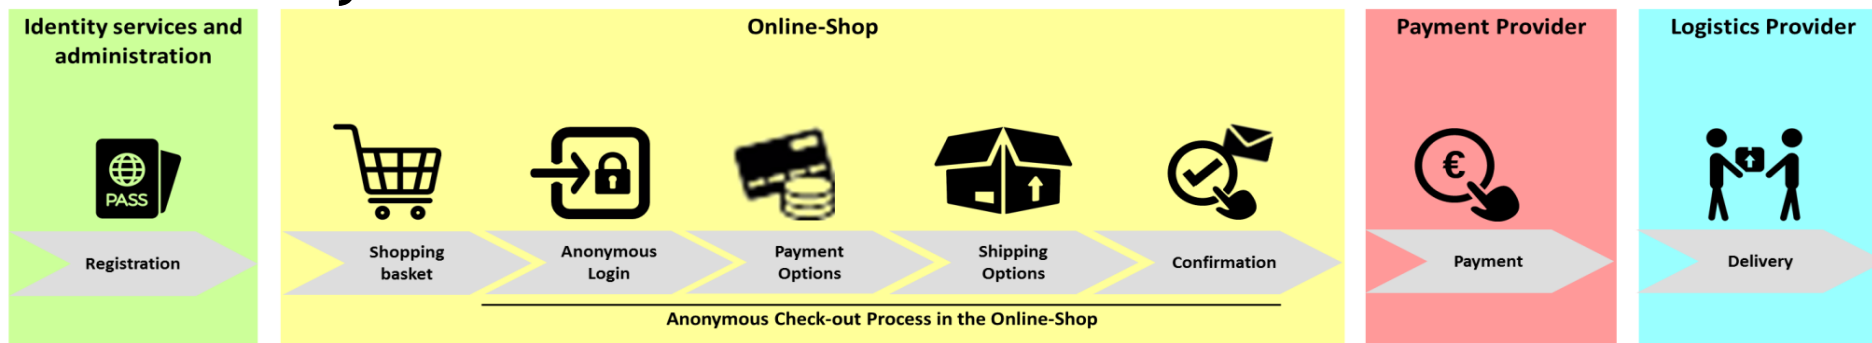 Identity services and
administration
PASS
Registration
Online-Shop
Shopping
basket
Anonymous
Login
Payment
Options
Shipping
Options
Confirmation
Anonymous Check-out Process in the Online-Shop
Payment Provider
€
Payment
Logistics Provider
Delivery